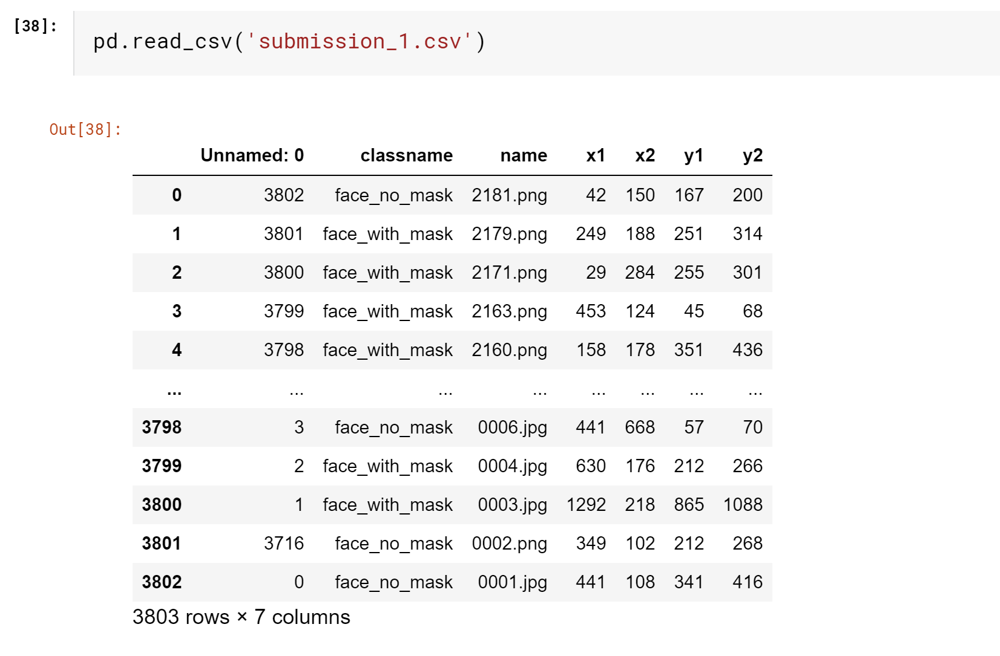 [38]: pd.read_csv('submission_1.csv')
Out[38]:
Unnamed: 0 classname name x1 x2 y1 y2
0 3802 face_no_mask 2181.png 42 150 167 200
1 3801 face_with_mask 2179.png 249 188 251 314
2 3800 face_with_mask 2171.png 29 284 255 301
3 3799 face_with_mask 2163.png 453 124 45 68
4 3798 face_with_mask 2160.png 158 178 351 436
... ... ... ... ... ... ... ...
3798 3 face_no_mask 0006.jpg 441 668 57 70
3799 2 face_with_mask 0004.jpg 630 176 212 266
3800 1 face_with_mask 0003.jpg 1292 218 865 1088
3801 3716 face_no_mask 0002.png 349 102 212 268
3802 0 face_no_mask 0001.jpg 441 108 341 416
3803 rows × 7 columns